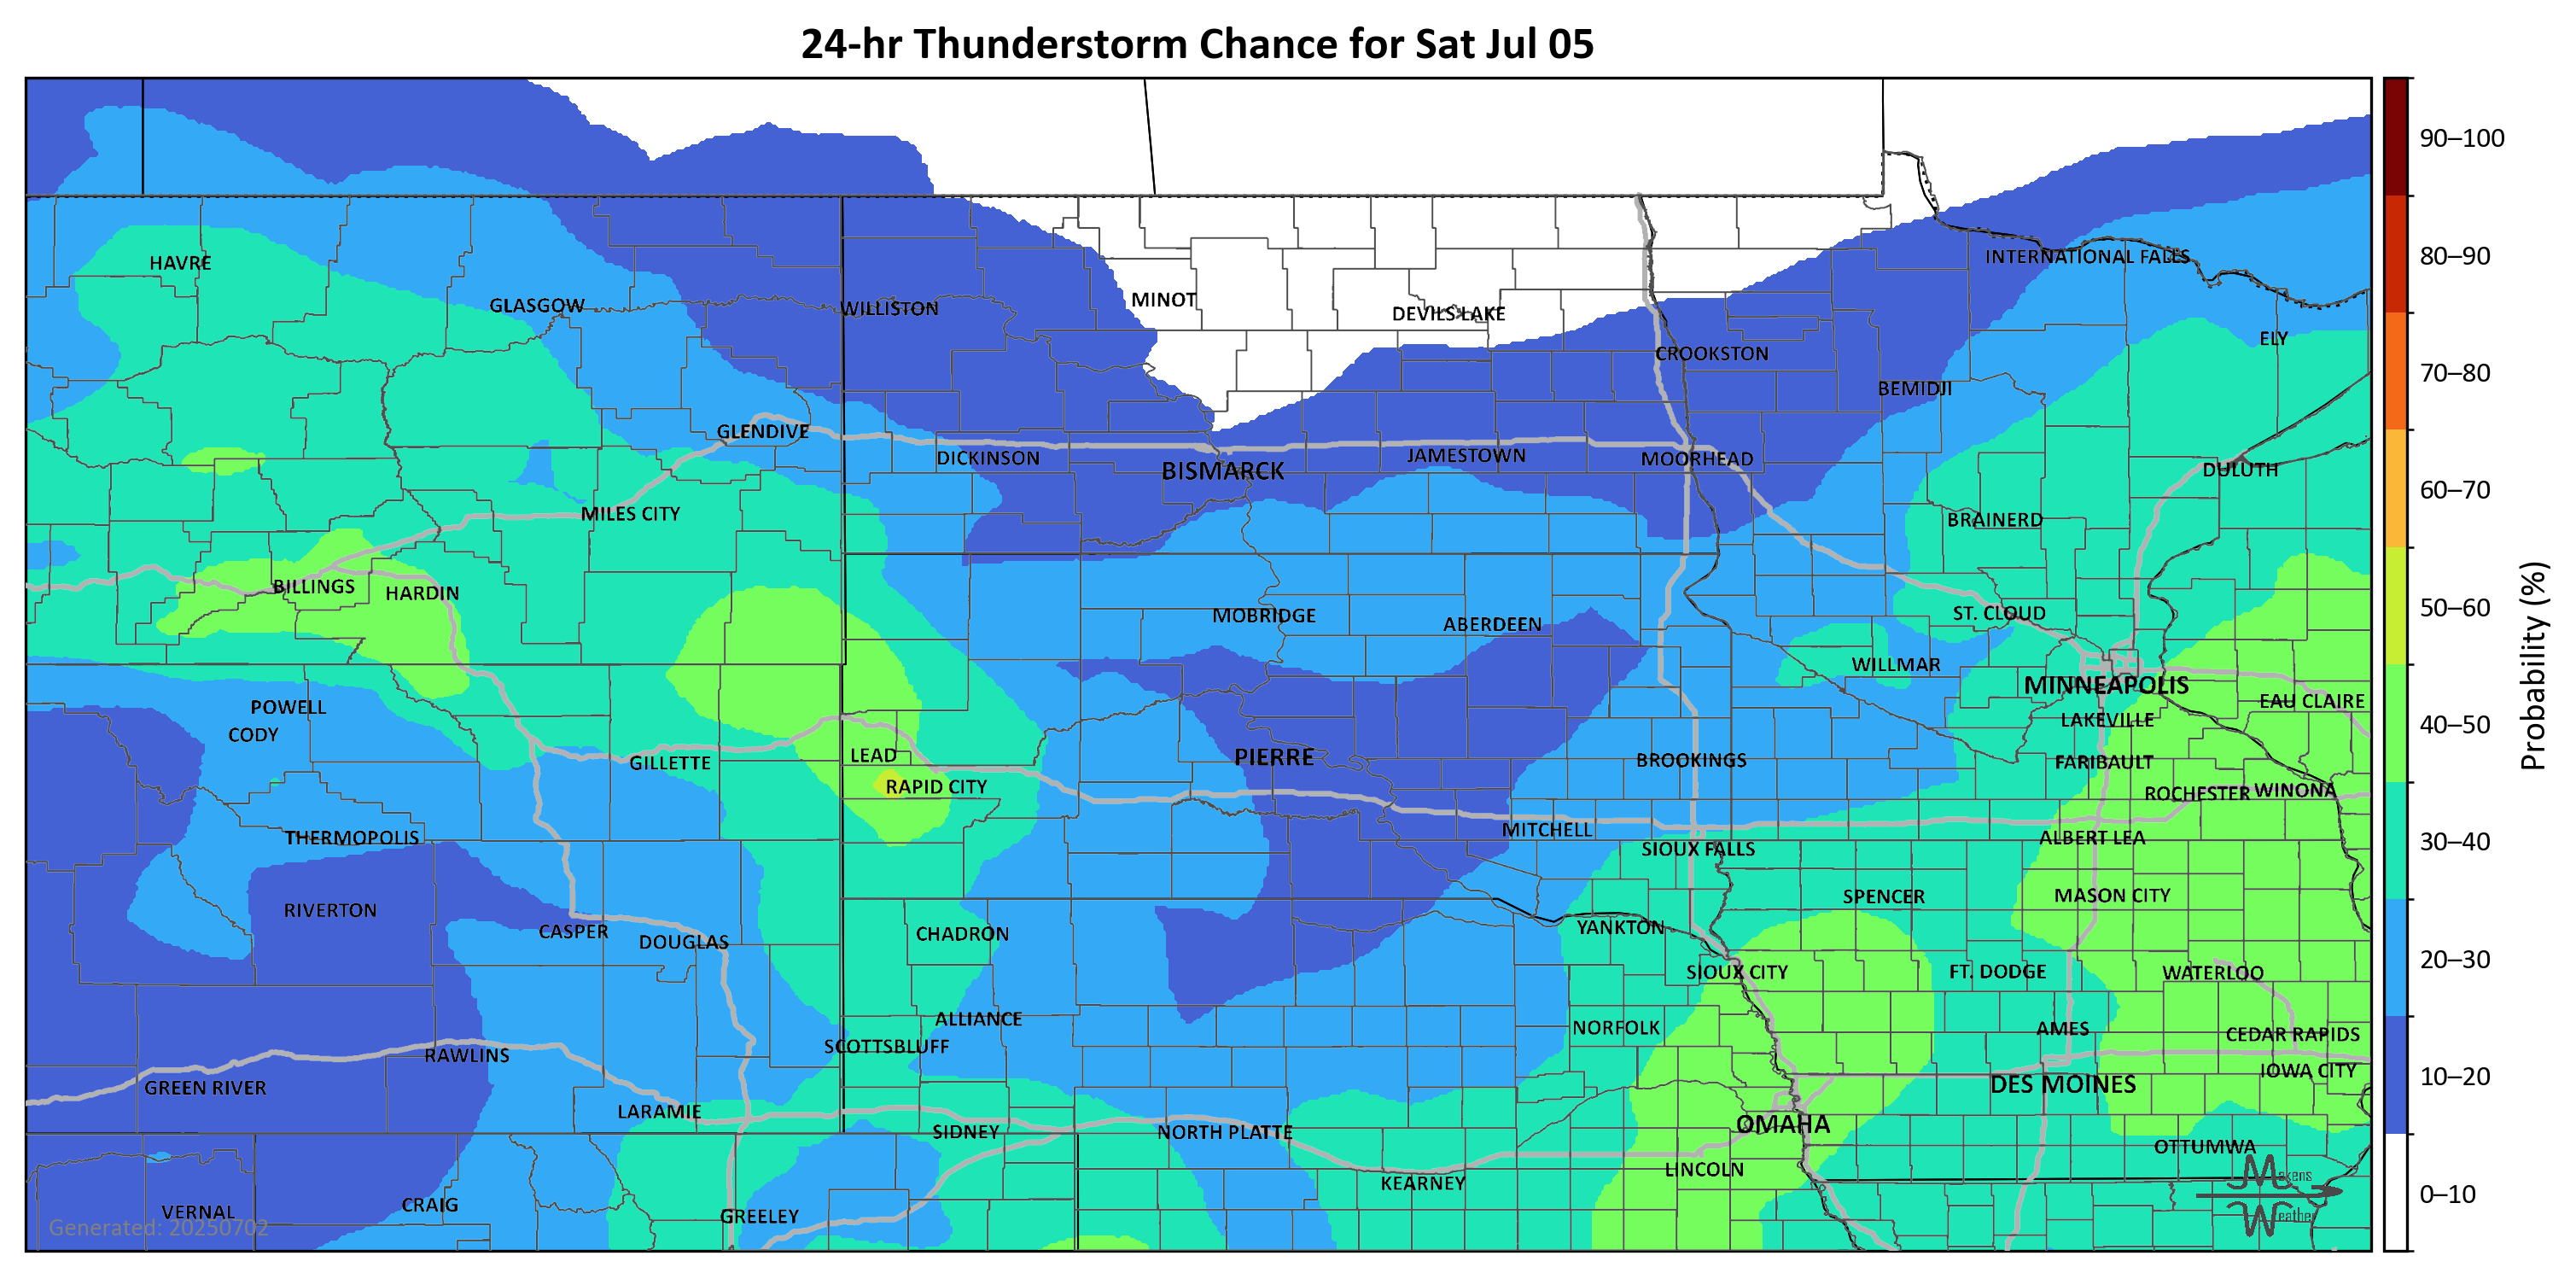 24-hr Thunderstorm Chance for Sat Jul 05
90–100
80–90
70–80
60–70
50–60
40–50
30–40
20–30
10–20
0–10
Probability (%)
INTERNATIONAL FALLS
HAVRE
MINOT
GLASGOW
WILLISTON
DEVILS LAKE
ELY
CROOKSTON
BEMIDJI
GLENDIVE
DICKINSON
BISMARCK
JAMESTOWN
MOORHEAD
DULUTH
MILES CITY
BRAINERD
BILLINGS
HARDIN
MOBRIDGE
ABERDEEN
ST. CLOUD
WILLMAR
MINNEAPOLIS
EAU CLAIRE
POWELL
LAKEVILLE
CODY
LEAD
PIERRE
BROOKINGS
GILLETTE
FARIBAULT
RAPID CITY
ROCHESTER
WINONA
THERMOPOLIS
MITCHELL
ALBERT LEA
SIOUX FALLS
SPENCER
MASON CITY
RIVERTON
CASPER
DOUGLAS
CHADRON
YANKTON
SIOUX CITY
FT. DODGE
WATERLOO
ALLIANCE
NORFOLK
AMES
CEDAR RAPIDS
SCOTTSBLUFF
RAWLINS
IOWA CITY
GREEN RIVER
DES MOINES
LARAMIE
SIDNEY
NORTH PLATTE
OMAHA
OTTUMWA
LINCOLN
KEARNEY
VERNAL
CRAIG
GREELEY
Makens
Weather
Generated: 20250702